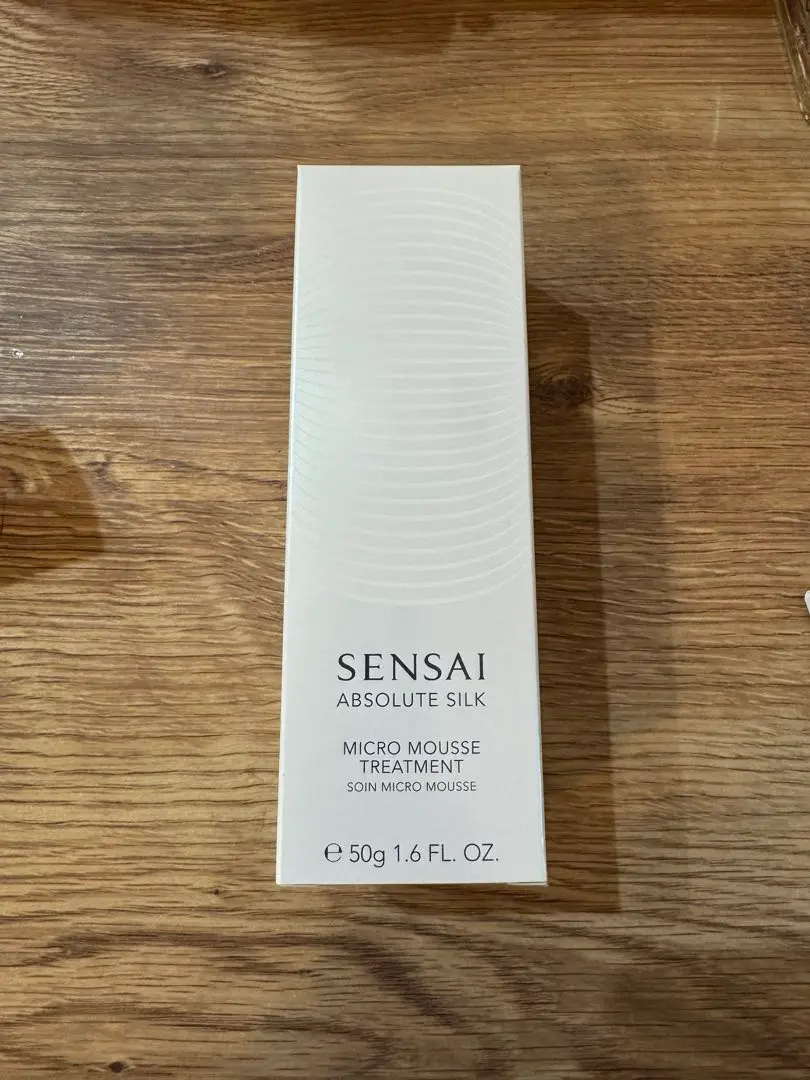 SENSAI
ABSOLUTE SILK
MICRO MOUSSE
TREATMENT
SOIN MICRO MOUSSE
℮ 50g 1.6 FL. OZ.